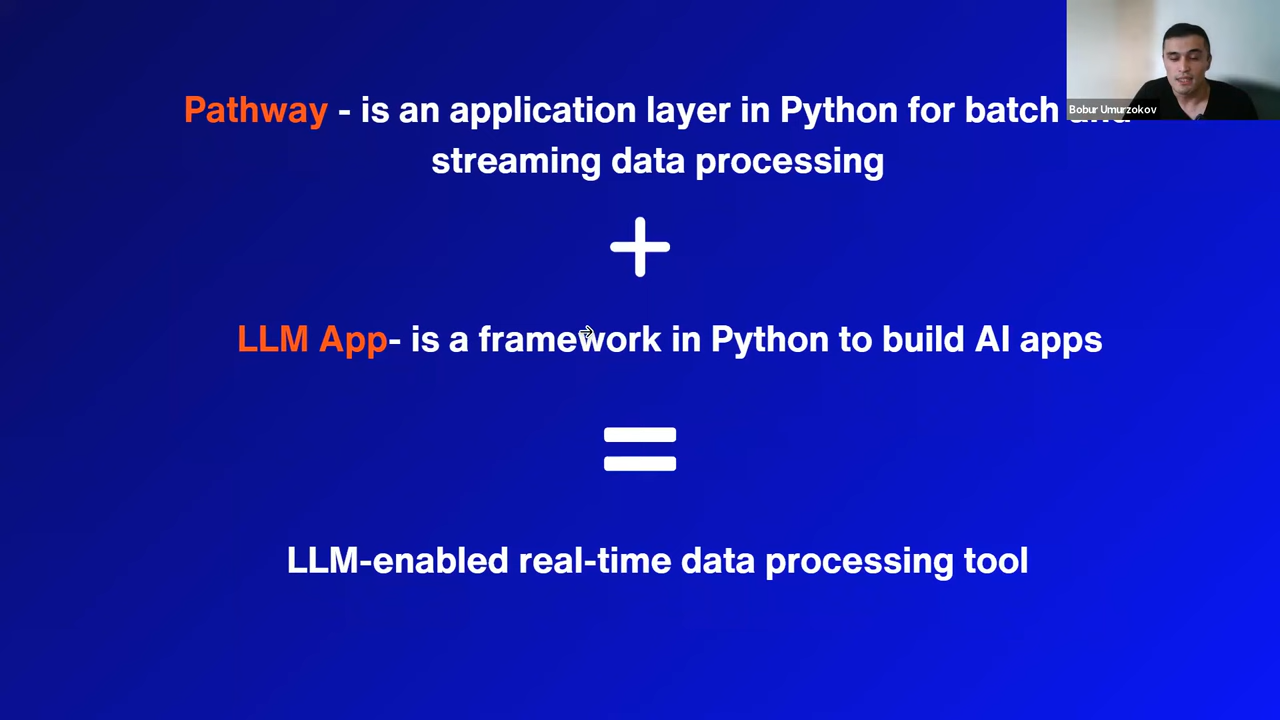 Pathway - is an application layer in Python for batch and
streaming data processing
+
LLM App- is a framework in Python to build AI apps
=
LLM-enabled real-time data processing tool
Bobur Umurzokov